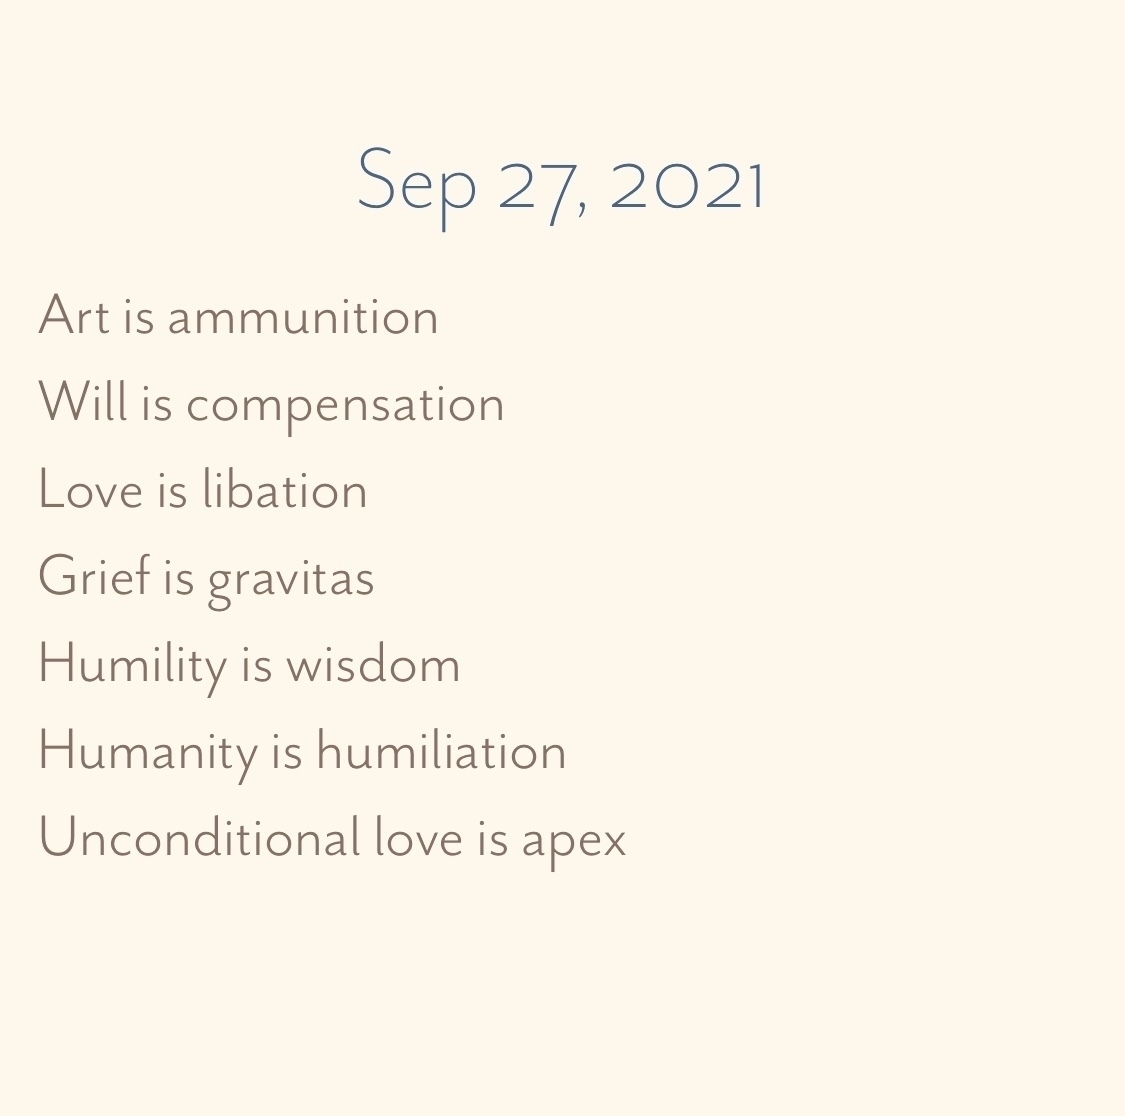 Sep 27, 2021
Art is ammunition
Will is compensation
Love is libation
Grief is gravitas
Humility is wisdom
Humanity is humiliation
Unconditional love is apex